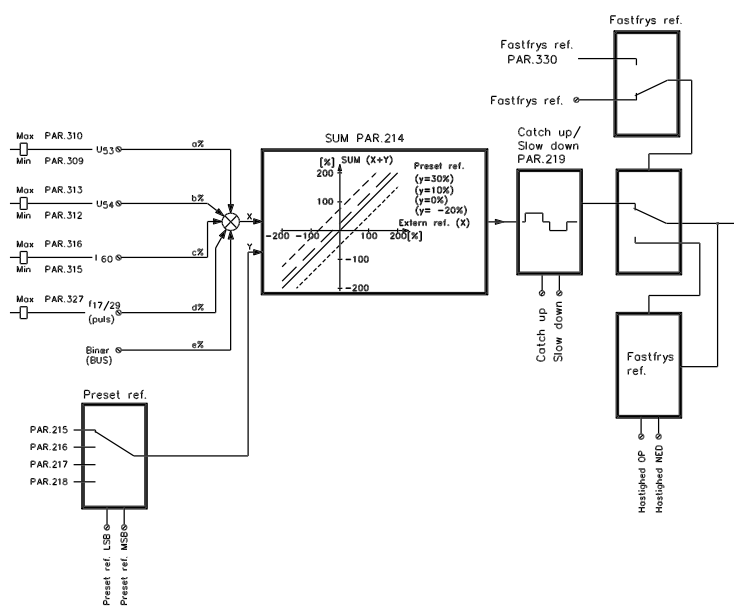 Fastfrys ref.
Fastfrys ref.
PAR.330
Fastfrys ref.
Max PAR.310
U53
a%
Min PAR.309
Max PAR.313
U54
b%
Min PAR.312
Max PAR.316
I 60
c%
Min PAR.315
Max PAR.327
f17/29
(puls)
d%
Binær
(BUS)
e%
X
Y
SUM PAR.214
[%] SUM (X+Y)
200
100
-200 -100
100 200[%]
-100
-200
Preset ref.
(y=30%)
(y=10%)
(y=0%)
(y= -20%)
Extern ref. (X)
Catch up/
Slow down
PAR.219
Catch up
Slow down
Fastfrys
ref.
Hastighed OP
Hastighed NED
Preset ref.
PAR.215
PAR.216
PAR.217
PAR.218
Preset ref. LSB
Preset ref. MSB